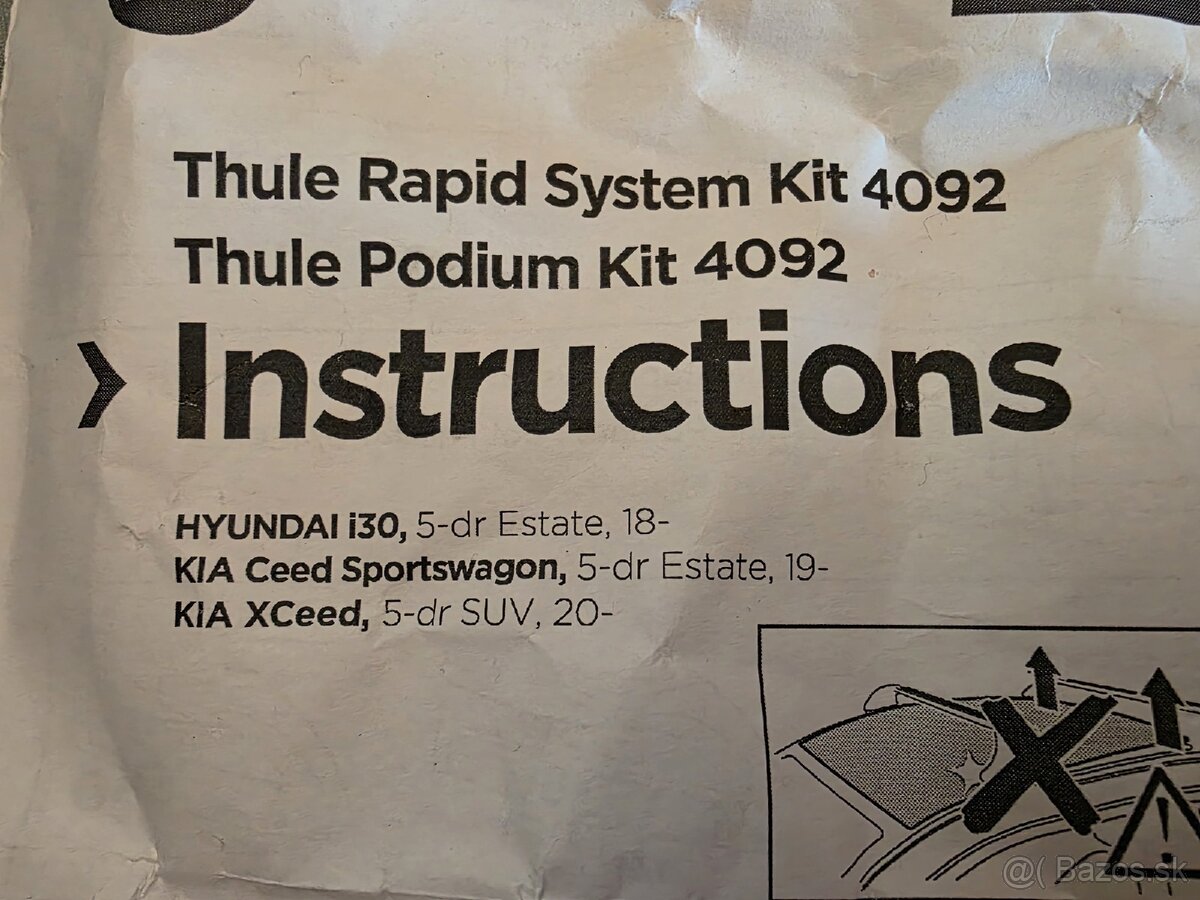 Thule Rapid System Kit 4092
Thule Podium Kit 4092
› Instructions
HYUNDAI i30, 5-dr Estate, 18-
KIA Ceed Sportswagon, 5-dr Estate, 19-
KIA XCeed, 5-dr SUV, 20-
@( Bazos.sk